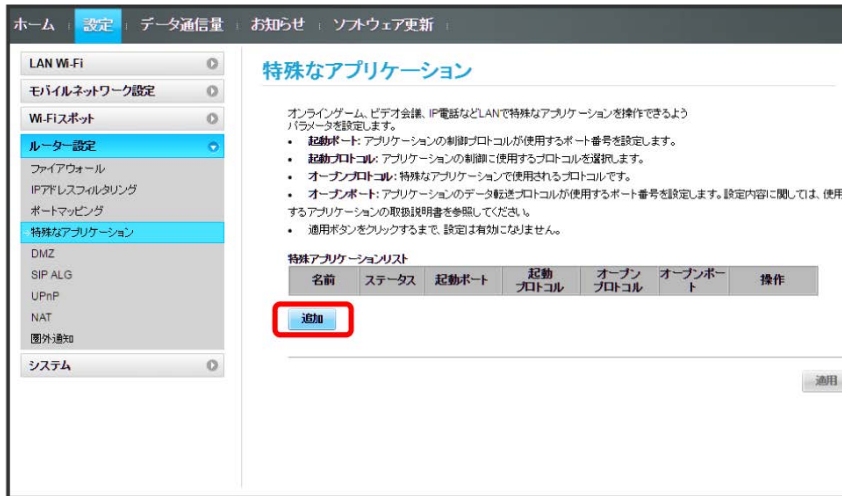 ホーム 設定 データ通信量 お知らせ ソフトウェア更新
LAN Wi-Fi
モバイルネットワーク設定
Wi-Fiスポット
ルーター設定
ファイアウォール
IPアドレスフィルタリング
ポートマッピング
特殊なアプリケーション
DMZ
SIP ALG
UPnP
NAT
圏外通知
システム
特殊なアプリケーション
オンラインゲーム、ビデオ会議、IP電話などLANで特殊なアプリケーションを操作できるよう
パラメータを設定します。
• 起動ポート: アプリケーションの制御プロトコルが使用するポート番号を設定します。
• 起動プロトコル: アプリケーションの制御に使用するプロトコルを選択します。
• オープンプロトコル: 特殊なアプリケーションで使用されるプロトコルです。
• オープンポート: アプリケーションのデータ転送プロトコルが使用するポート番号を設定します。設定内容に関しては、使用
するアプリケーションの取扱説明書を参照してください。
• 適用ボタンをクリックするまで、設定は有効になりません。
特殊アプリケーションリスト
名前 ステータス 起動ポート 起動プロトコル オープンプロトコル オープンポート 操作
追加
適用